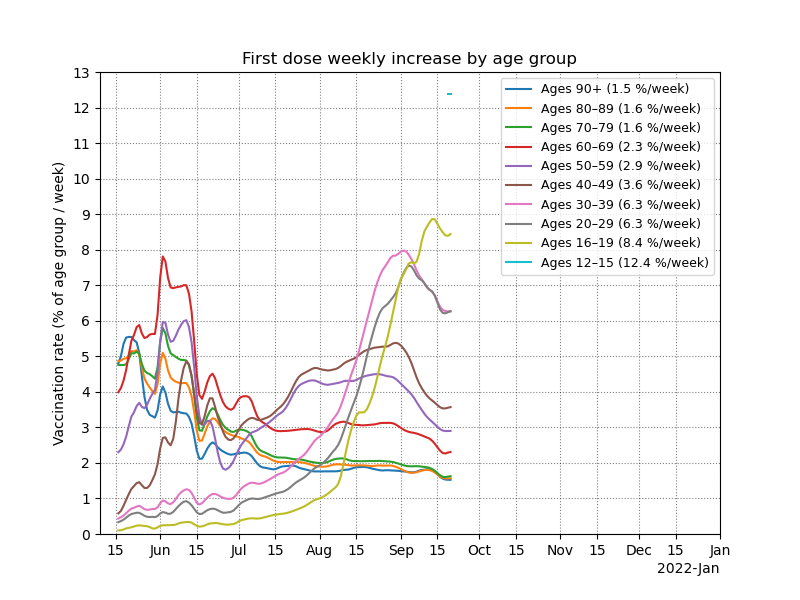 First dose weekly increase by age group
Vaccination rate (% of age group / week)
13
12
11
10
9
8
7
6
5
4
3
2
1
0
Ages 90+ (1.5 %/week)
Ages 80–89 (1.6 %/week)
Ages 70–79 (1.6 %/week)
Ages 60–69 (2.3 %/week)
Ages 50–59 (2.9 %/week)
Ages 40–49 (3.6 %/week)
Ages 30–39 (6.3 %/week)
Ages 20–29 (6.3 %/week)
Ages 16–19 (8.4 %/week)
Ages 12–15 (12.4 %/week)
15 Jun 15 Jul 15 Aug 15 Sep 15 Oct 15 Nov 15 Dec 15 Jan
2022-Jan